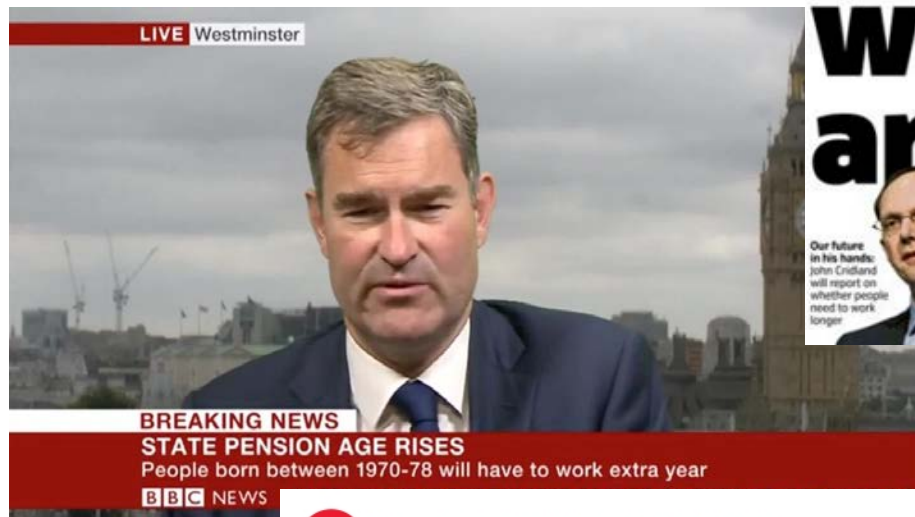 LIVE Westminster
BREAKING NEWS
STATE PENSION AGE RISES
People born between 1970-78 will have to work extra year
BBC NEWS
Our future
in his hands:
John Cridland
will report on
whether people
need to work
longer